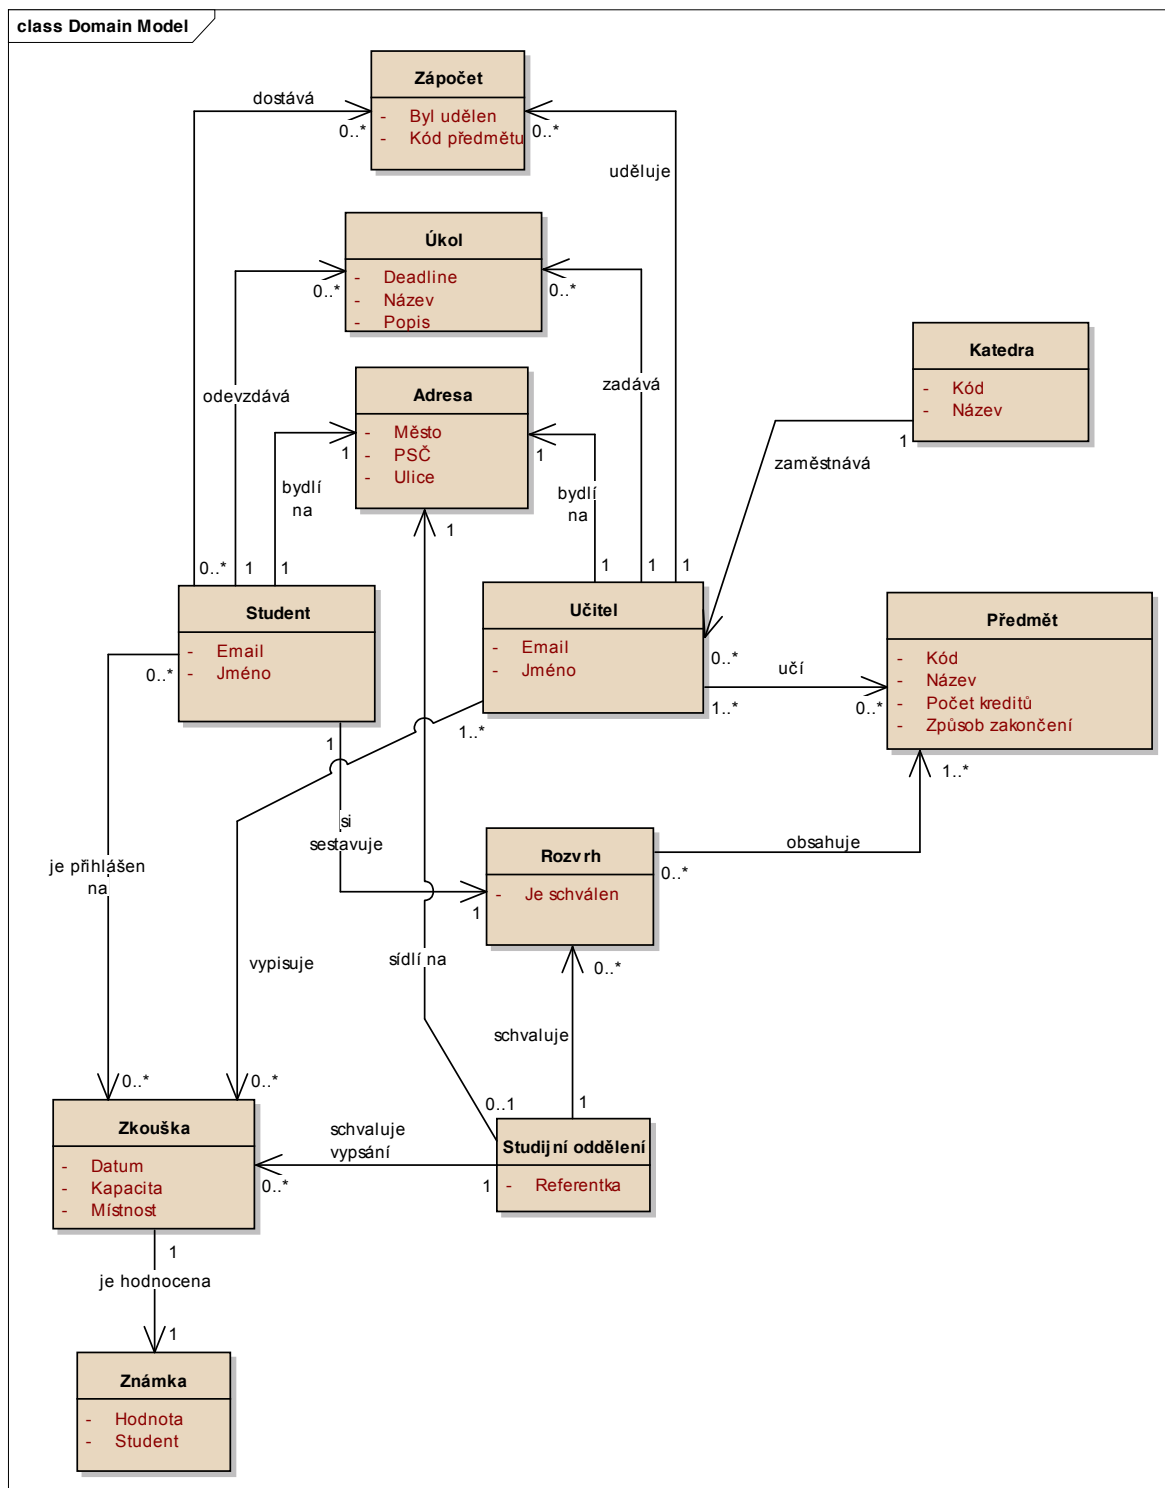 class Domain Model
Zápočet
- Byl udělen
- Kód předmětu
dostává
0..*
0..*
uděluje
Úkol
- Deadline
- Název
- Popis
0..*
0..*
odevzdává
zadává
Katedra
- Kód
- Název
1
zaměstnává
Adresa
- Město
- PSČ
- Ulice
1
1
bydlí
na
bydlí
na
1
0..*
1
1
1
1
1
Student
- Email
- Jméno
0..*
1
Učitel
- Email
- Jméno
0..*
1..*
1..*
učí
0..*
Předmět
- Kód
- Název
- Počet kreditů
- Způsob zakončení
1..*
si
sestavuje
obsahuje
Rozvrh
- Je schválen
0..*
1
0..*
je přihlášen
na
vypisuje
sídlí na
schvaluje
0..*
0..*
0..1
1
Zkouška
- Datum
- Kapacita
- Místnost
schvaluje
vypsání
0..*
1
Studijní oddělení
- Referentka
1
je hodnocena
1
Známka
- Hodnota
- Student